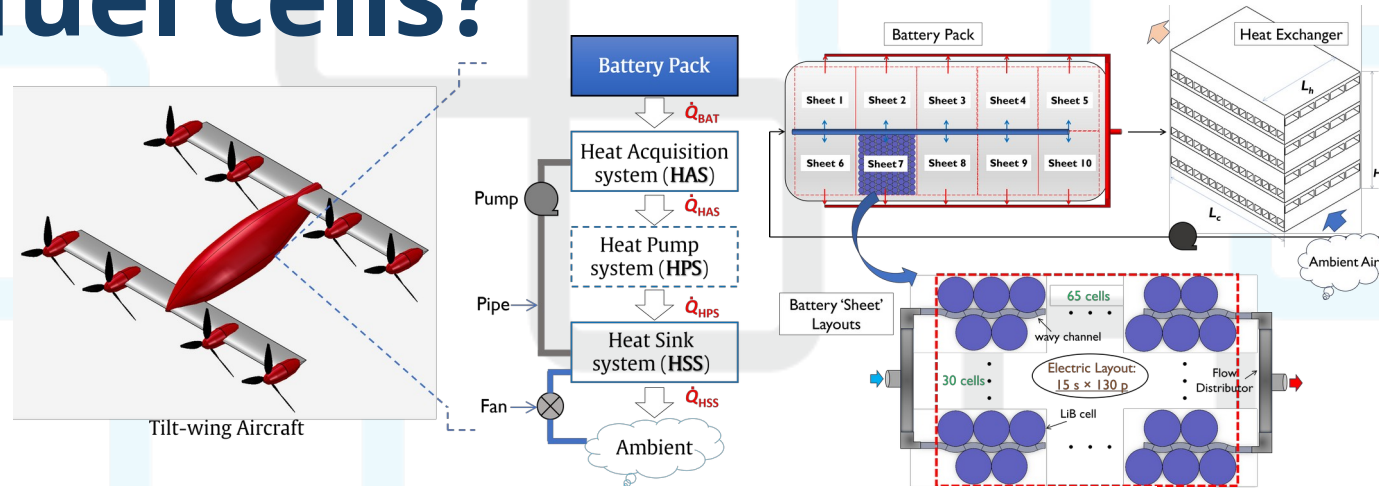 fuel cells?
Tilt-wing Aircraft
Battery Pack
Q̇BAT
Heat Acquisition
system (HAS)
Pump
Q̇HAS
Heat Pump
system (HPS)
Pipe
Q̇HPS
Heat Sink
system (HSS)
Fan
Q̇HSS
Ambient
Battery Pack
Sheet 1
Sheet 2
Sheet 3
Sheet 4
Sheet 5
Sheet 6
Sheet 7
Sheet 8
Sheet 9
Sheet 10
Heat Exchanger
Lh
H
Lc
Ambient Air
Battery 'Sheet'
Layouts
65 cells
wavy channel
Electric Layout:
15 s × 130 p
30 cells
Flow
Distributor
LiB cell